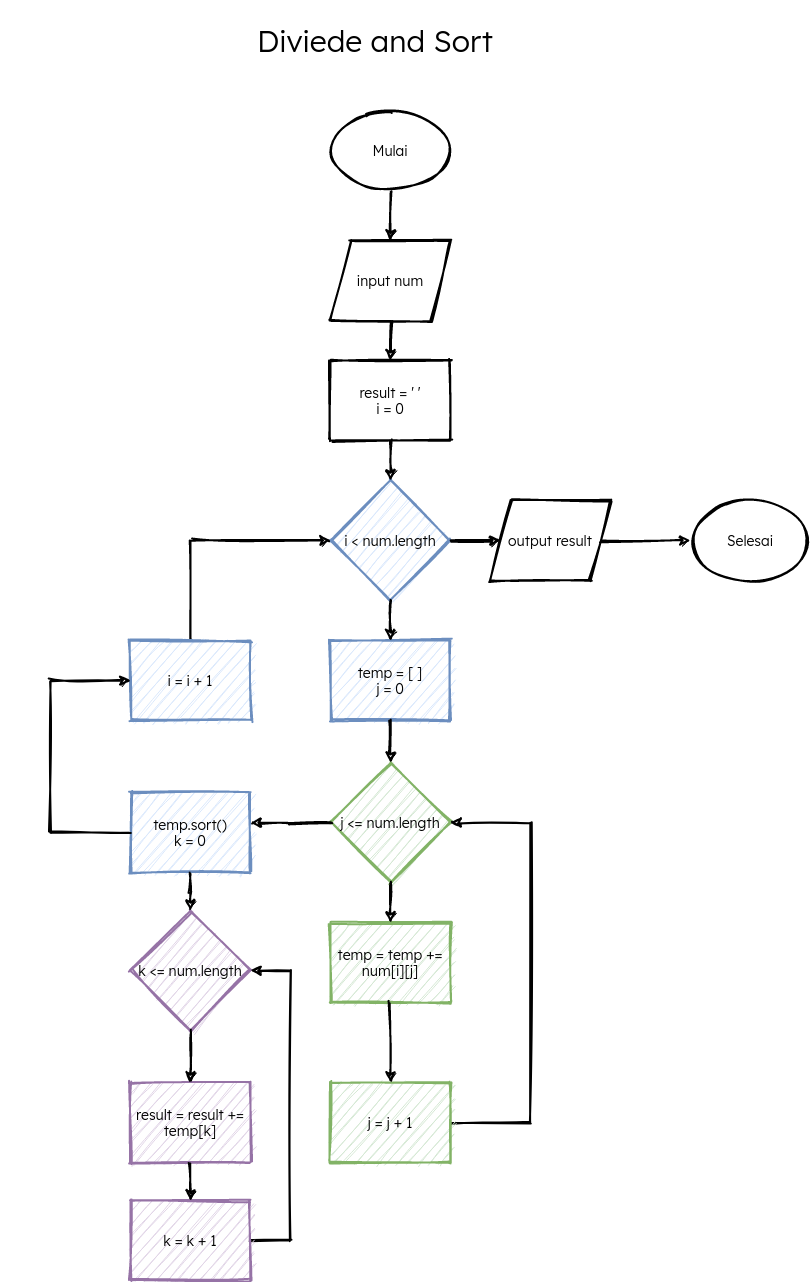 Diviede and Sort
Mulai
input num
result = ' '
i = 0
i < num.length
output result
Selesai
i = i + 1
temp = [ ]
j = 0
temp.sort()
k = 0
j <= num.length
k <= num.length
temp = temp +=
num[i][j]
result = result +=
temp[k]
j = j + 1
k = k + 1